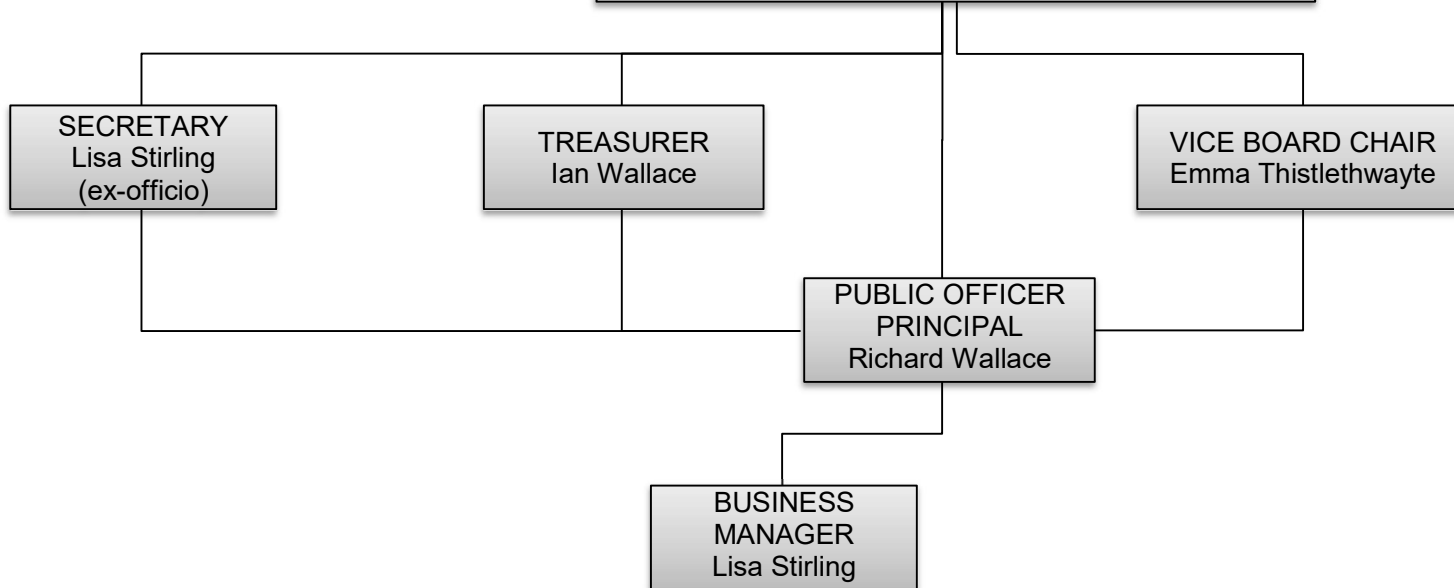 SECRETARY
Lisa Stirling
(ex-officio)
TREASURER
Ian Wallace
VICE BOARD CHAIR
Emma Thistlethwayte
PUBLIC OFFICER
PRINCIPAL
Richard Wallace
BUSINESS
MANAGER
Lisa Stirling